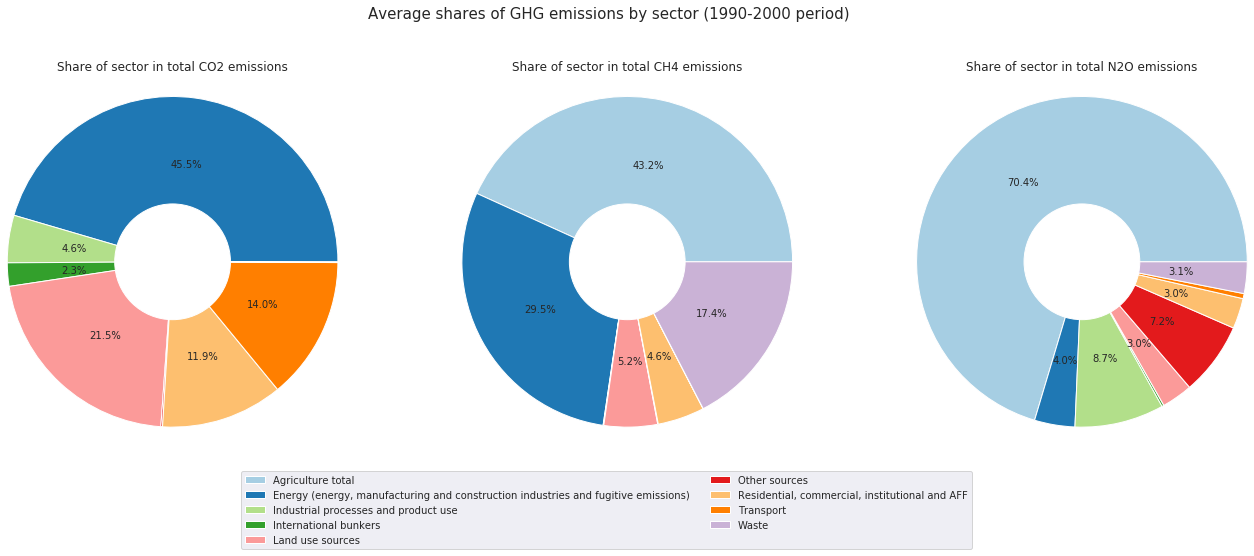 Average shares of GHG emissions by sector (1990-2000 period)
Share of sector in total CO2 emissions
45.5%
4.6%
2.3%
21.5%
11.9%
14.0%
Share of sector in total CH4 emissions
43.2%
29.5%
5.2%
4.6%
17.4%
Share of sector in total N2O emissions
70.4%
4.0%
8.7%
3.0%
7.2%
3.0%
3.1%
Agriculture total
Energy (energy, manufacturing and construction industries and fugitive emissions)
Industrial processes and product use
International bunkers
Land use sources
Other sources
Residential, commercial, institutional and AFF
Transport
Waste